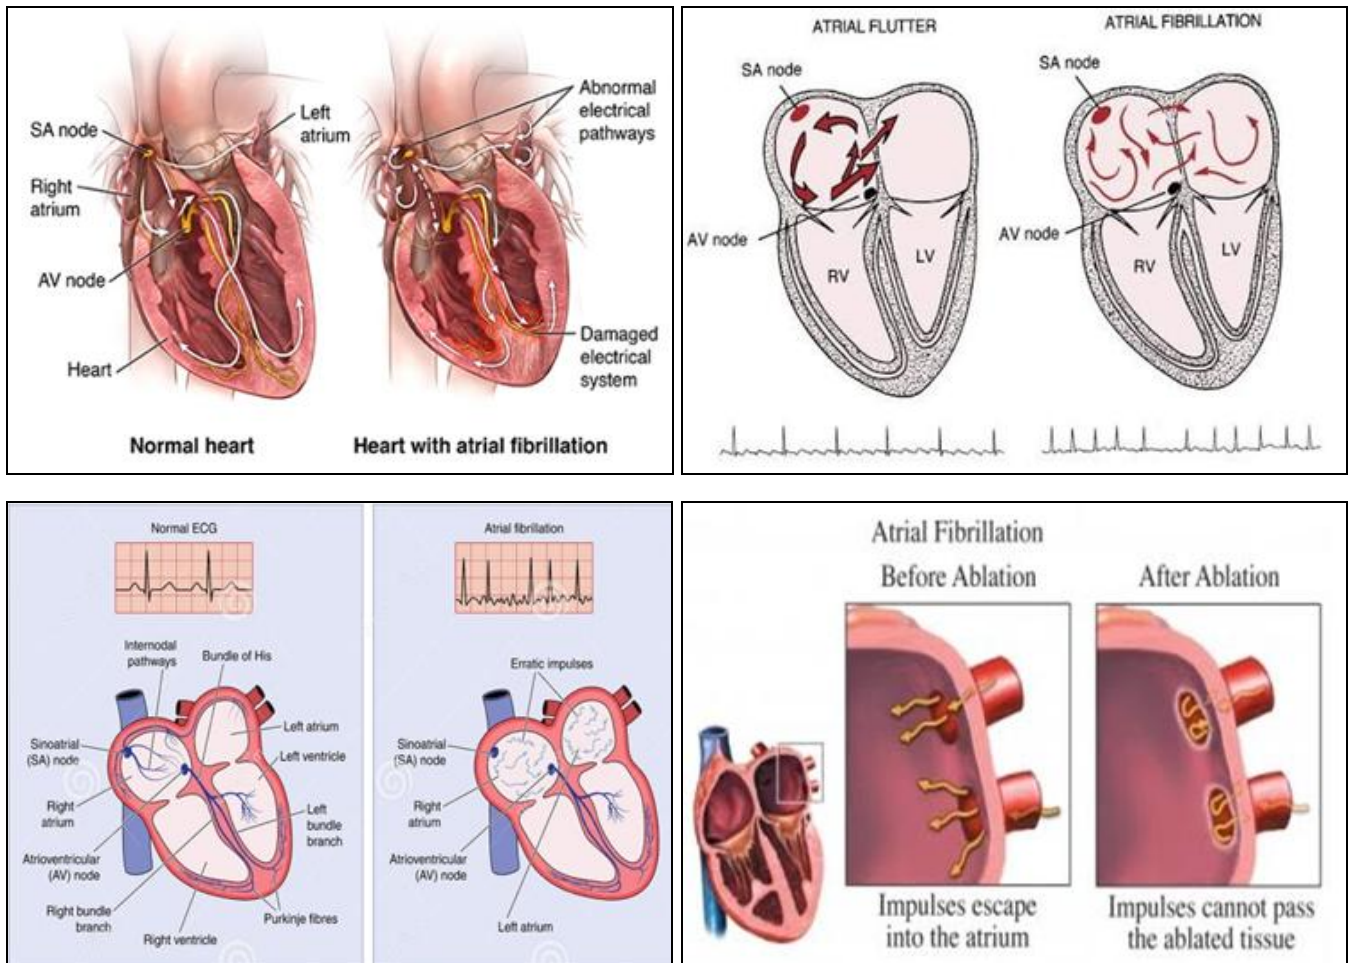 SA node
Right
atrium
AV node
Heart
Left
atrium
Abnormal
electrical
pathways
Damaged
electrical
system
Normal heart
Heart with atrial fibrillation
ATRIAL FLUTTER
SA node
AV node
RV
LV
ATRIAL FIBRILLATION
SA node
AV node
RV
LV
Normal ECG
Internodal
pathways
Bundle of His
Left atrium
Left ventricle
Sinoatrial
(SA) node
Right
atrium
Left
bundle
branch
Atrioventricular
(AV) node
Right bundle
branch
Purkinje fibres
Right ventricle
Atrial fibrillation
Erratic impulses
Sinoatrial
(SA) node
Right
atrium
Atrioventricular
(AV) node
Left atrium
Atrial Fibrillation
Before Ablation
After Ablation
Impulses escape
into the atrium
Impulses cannot pass
the ablated tissue